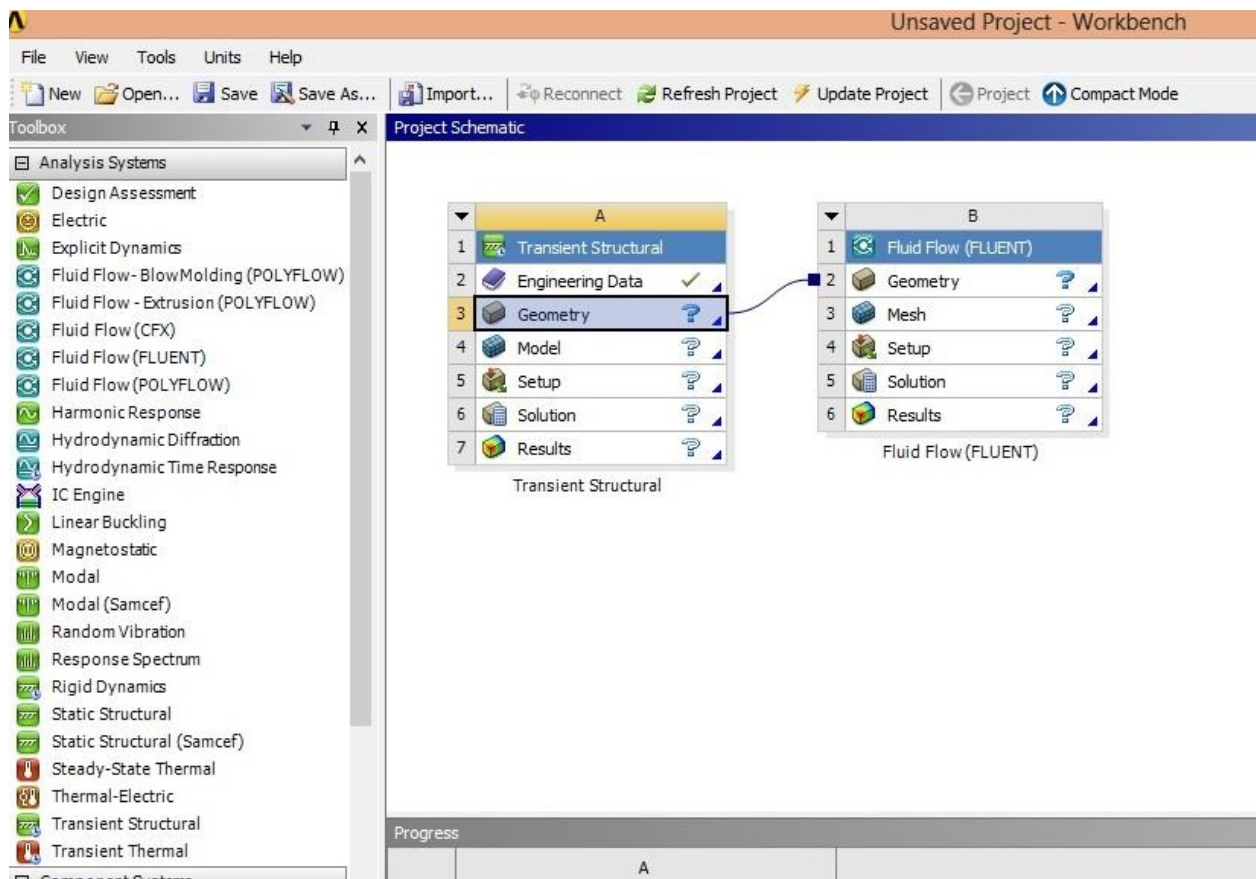 Unsaved Project - Workbench
File View Tools Units Help
New Open... Save Save As... Import... Reconnect Refresh Project Update Project Project Compact Mode
Toolbox
Analysis Systems
Design Assessment
Electric
Explicit Dynamics
Fluid Flow- BlowMolding (POLYFLOW)
Fluid Flow - Extrusion (POLYFLOW)
Fluid Flow (CFX)
Fluid Flow (FLUENT)
Fluid Flow (POLYFLOW)
Harmonic Response
Hydrodynamic Diffraction
Hydrodynamic Time Response
IC Engine
Linear Buckling
Magnetostatic
Modal
Modal (Samcef)
Random Vibration
Response Spectrum
Rigid Dynamics
Static Structural
Static Structural (Samcef)
Steady-State Thermal
Thermal-Electric
Transient Structural
Transient Thermal
Component Systems
Project Schematic
A
1 Transient Structural
2 Engineering Data
3 Geometry ?
4 Model ?
5 Setup ?
6 Solution ?
7 Results ?
Transient Structural
B
1 Fluid Flow (FLUENT)
2 Geometry ?
3 Mesh ?
4 Setup ?
5 Solution ?
6 Results ?
Fluid Flow (FLUENT)
Progress
A